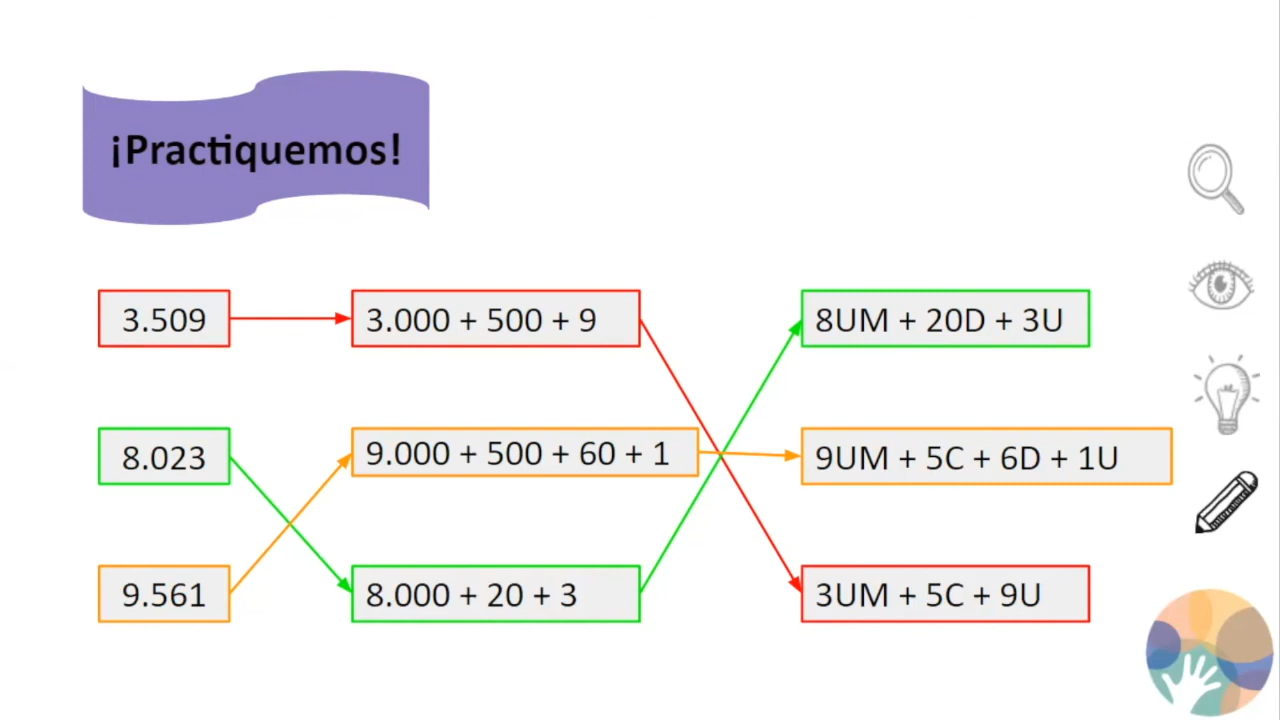 ¡Practiquemos!
3.509
3.000 + 500 + 9
8UM + 20D + 3U
8.023
9.000 + 500 + 60 + 1
9UM + 5C + 6D + 1U
9.561
8.000 + 20 + 3
3UM + 5C + 9U